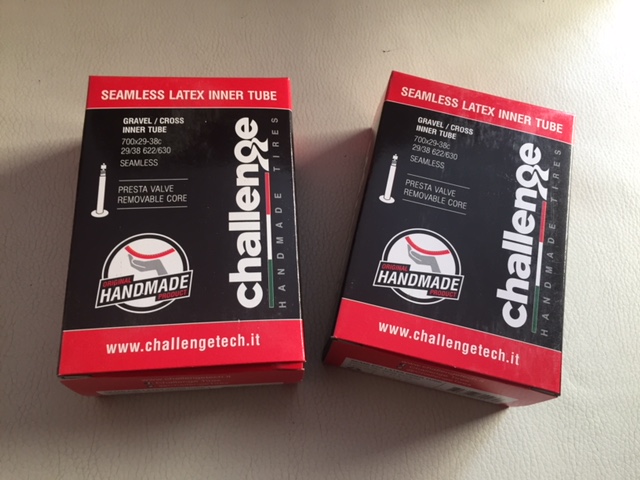 SEAMLESS LATEX INNER TUBE
GRAVEL / CROSS
INNER TUBE
700x29-38c
29/38 622/630
SEAMLESS
PRESTA VALVE
REMOVABLE CORE
challenge
HANDMADE TIRES
ORIGINAL
HANDMADE
PRODUCT
www.challengetech.it
SEAMLESS LATEX INNER TUBE
GRAVEL / CROSS
INNER TUBE
700x29-38c
29/38 622/630
SEAMLESS
PRESTA VALVE
REMOVABLE CORE
challenge
HANDMADE TIRES
ORIGINAL
HANDMADE
PRODUCT
www.challengetech.it